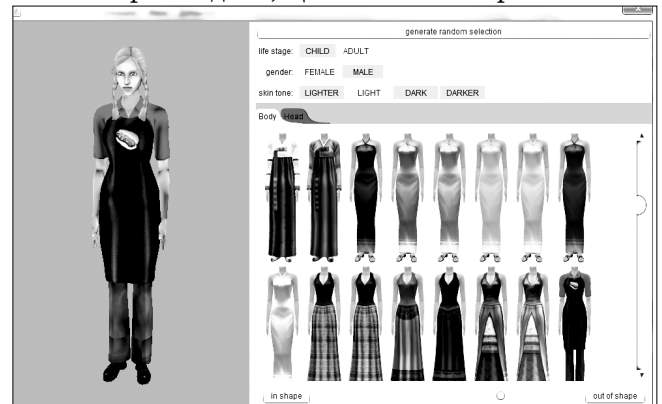 generate random selection
life stage: CHILD ADULT
gender: FEMALE MALE
skin tone: LIGHTER LIGHT DARK DARKER
Body Head
in shape out of shape